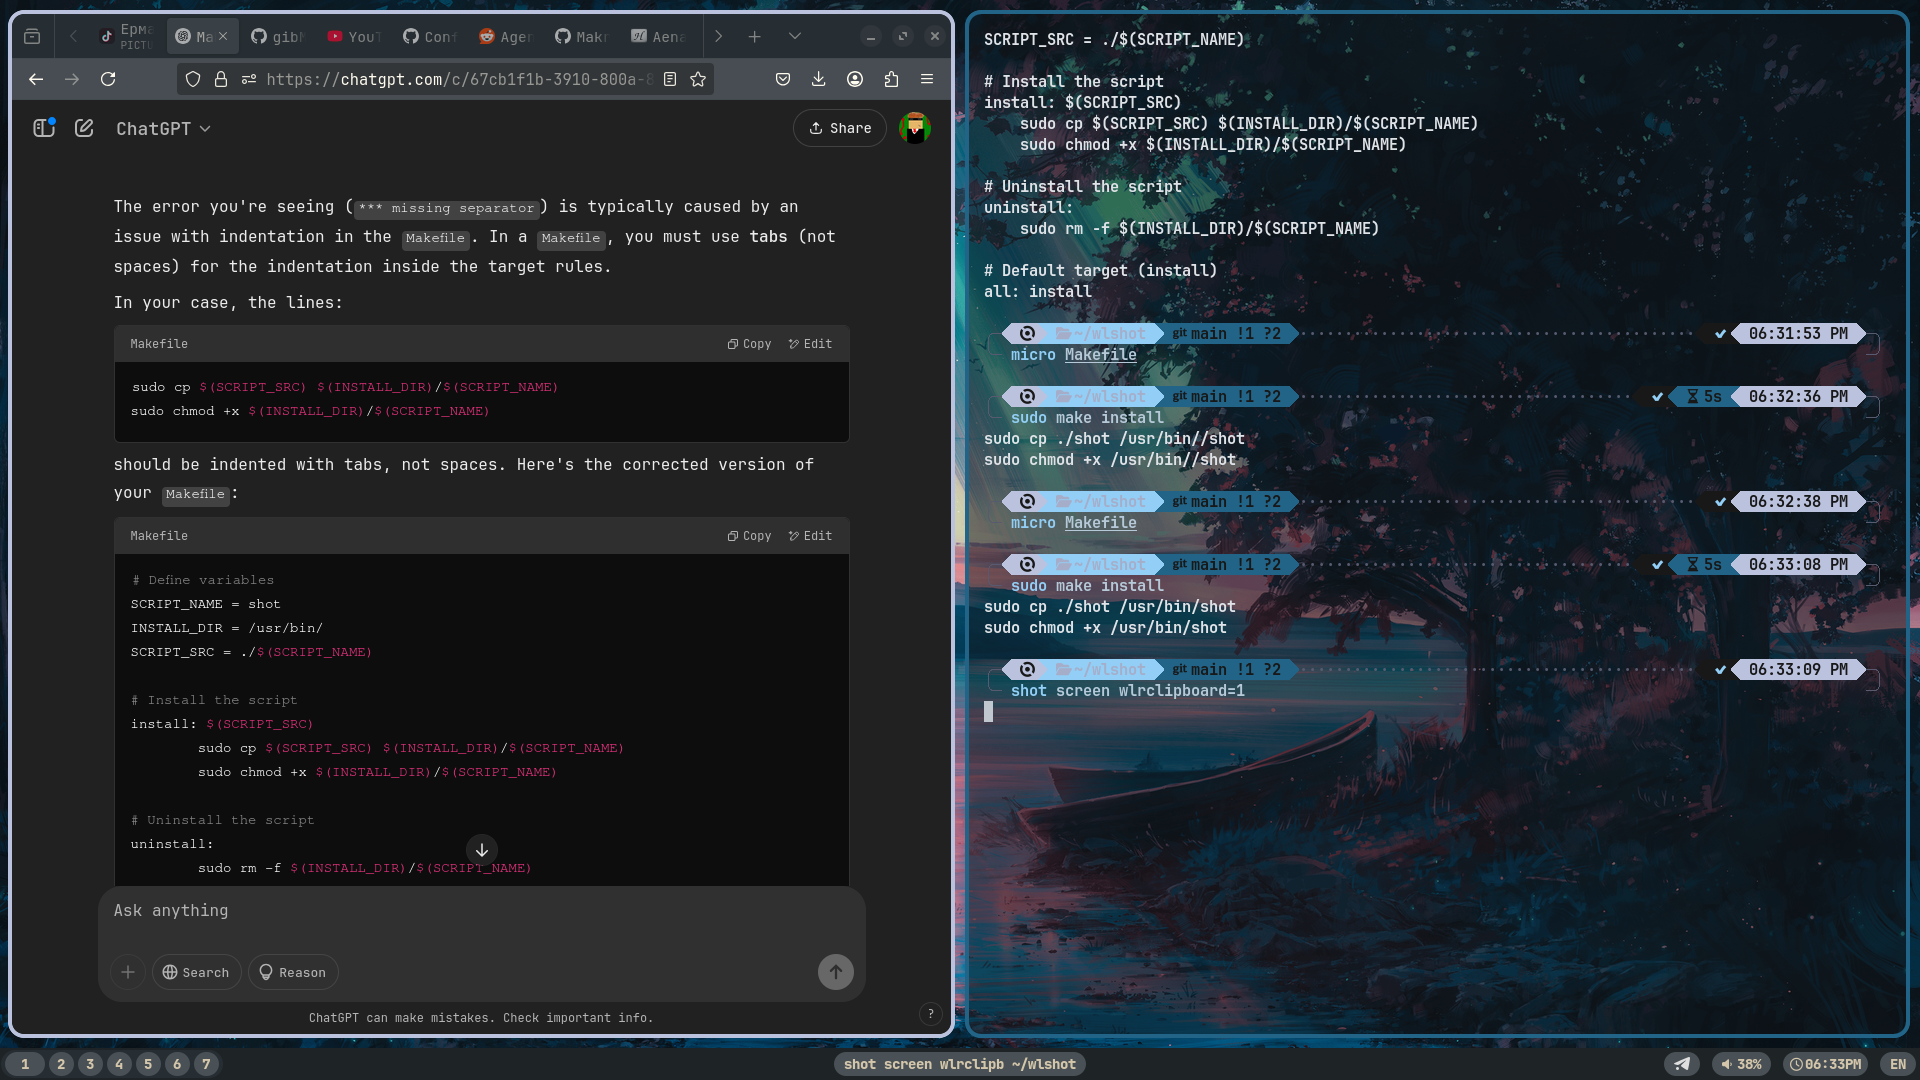 Ma
gib
You
Conf
Agen
Makr
Aena
PICTU
https://chatgpt.com/c/67cb1f1b-3910-800a-8
ChatGPT
Share
The error you're seeing (*** missing separator) is typically caused by an
issue with indentation in the Makefile. In a Makefile, you must use tabs (not
spaces) for the indentation inside the target rules.
In your case, the lines:
Makefile
Copy
Edit
sudo cp $(SCRIPT_SRC) $(INSTALL_DIR)/$(SCRIPT_NAME)
sudo chmod +x $(INSTALL_DIR)/$(SCRIPT_NAME)
should be indented with tabs, not spaces. Here's the corrected version of
your Makefile:
Makefile
Copy
Edit
# Define variables
SCRIPT_NAME = shot
INSTALL_DIR = /usr/bin/
SCRIPT_SRC = ./$(SCRIPT_NAME)
# Install the script
install: $(SCRIPT_SRC)
sudo cp $(SCRIPT_SRC) $(INSTALL_DIR)/$(SCRIPT_NAME)
sudo chmod +x $(INSTALL_DIR)/$(SCRIPT_NAME)
# Uninstall the script
uninstall:
sudo rm -f $(INSTALL_DIR)/$(SCRIPT_NAME)
Ask anything
Search
Reason
ChatGPT can make mistakes. Check important info.
?
SCRIPT_SRC = ./$(SCRIPT_NAME)
# Install the script
install: $(SCRIPT_SRC)
sudo cp $(SCRIPT_SRC) $(INSTALL_DIR)/$(SCRIPT_NAME)
sudo chmod +x $(INSTALL_DIR)/$(SCRIPT_NAME)
# Uninstall the script
uninstall:
sudo rm -f $(INSTALL_DIR)/$(SCRIPT_NAME)
# Default target (install)
all: install
~/wlshot git main !1 ?2 06:31:53 PM
micro Makefile
~/wlshot git main !1 ?2 5s 06:32:36 PM
sudo make install
sudo cp ./shot /usr/bin//shot
sudo chmod +x /usr/bin//shot
~/wlshot git main !1 ?2 06:32:38 PM
micro Makefile
~/wlshot git main !1 ?2 5s 06:33:08 PM
sudo make install
sudo cp ./shot /usr/bin/shot
sudo chmod +x /usr/bin/shot
~/wlshot git main !1 ?2 06:33:09 PM
shot screen wlrclipboard=1
1 2 3 4 5 6 7
shot screen wlrclipb ~/wlshot
38%
06:33PM
EN